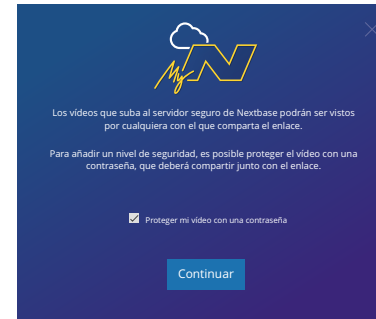 My N
Los vídeos que suba al servidor seguro de Nextbase podrán ser vistos
por cualquiera con el que comparta el enlace.
Para añadir un nivel de seguridad, es posible proteger el vídeo con una
contraseña, que deberá compartir junto con el enlace.
Proteger mi vídeo con una contraseña
Continuar